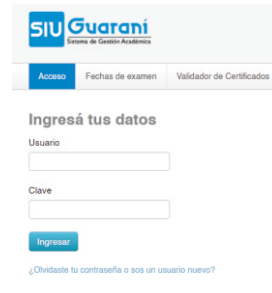 SIU Guaraní
Sistema de Gestión Académica
Acceso Fechas de examen Validador de Certificados
Ingresá tus datos
Usuario
Clave
Ingresar
¿Olvidaste tu contraseña o sos un usuario nuevo?